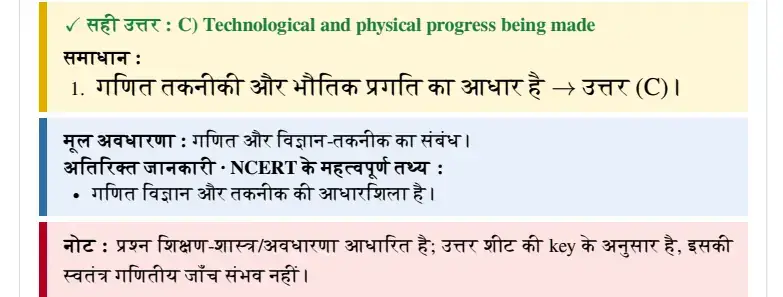 ✓ सही उत्तर : C) Technological and physical progress being made
समाधान :
1. गणित तकनीकी और भौतिक प्रगति का आधार है → उत्तर (C)।
मूल अवधारणा : गणित और विज्ञान-तकनीक का संबंध।
अतिरिक्त जानकारी · NCERT के महत्वपूर्ण तथ्य :
• गणित विज्ञान और तकनीक की आधारशिला है।
नोट : प्रश्न शिक्षण-शास्त्र/अवधारणा आधारित है; उत्तर शीट की key के अनुसार है, इसकी
स्वतंत्र गणितीय जाँच संभव नहीं।